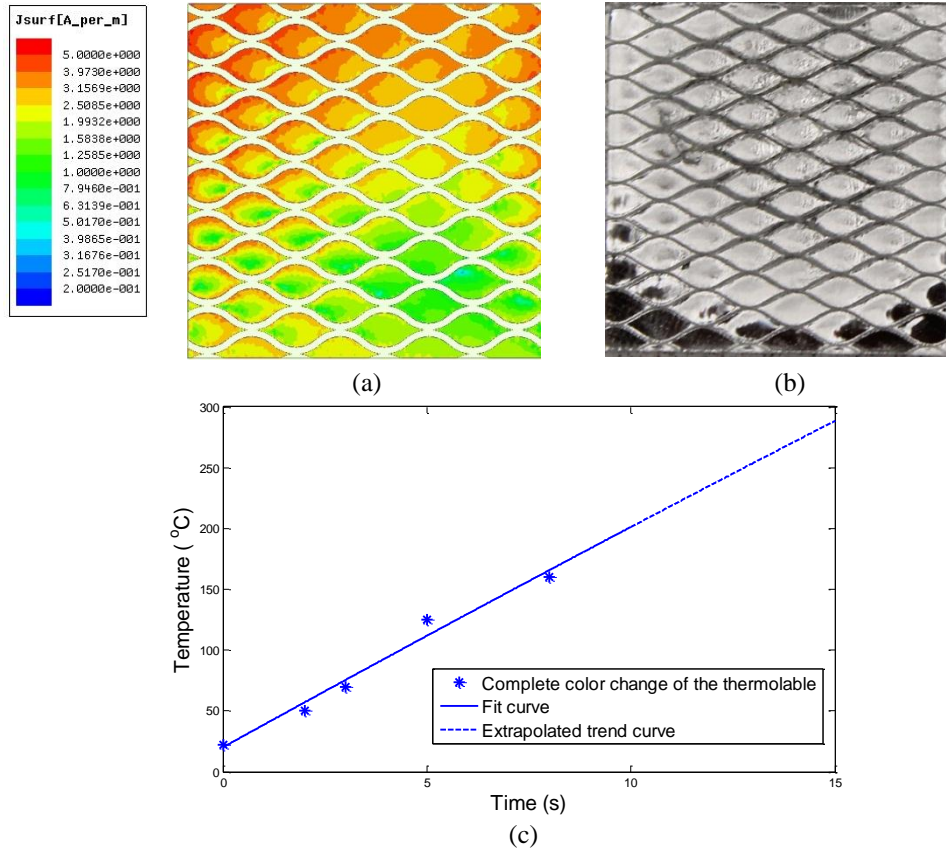 Jsurf[A_per_m]
5.0000e+000
3.9730e+000
3.1569e+000
2.5085e+000
1.9932e+000
1.5838e+000
1.2585e+000
1.0000e+000
7.9460e-001
6.3139e-001
5.0170e-001
3.9865e-001
3.1676e-001
2.5170e-001
2.0000e-001
(a)
(b)
300
250
200
150
100
50
0
Temperature ( °C)
Complete color change of the thermolable
Fit curve
Extrapolated trend curve
0
5
10
15
Time (s)
(c)